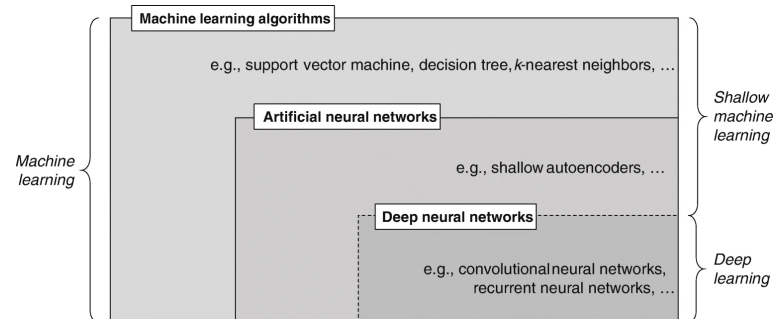 Machine learning algorithms
e.g., support vector machine, decision tree, k-nearest neighbors, …
Shallow
machine
learning
Artificial neural networks
Machine
learning
e.g., shallow autoencoders, …
Deep neural networks
e.g., convolutional neural networks,
recurrent neural networks, …
Deep
learning